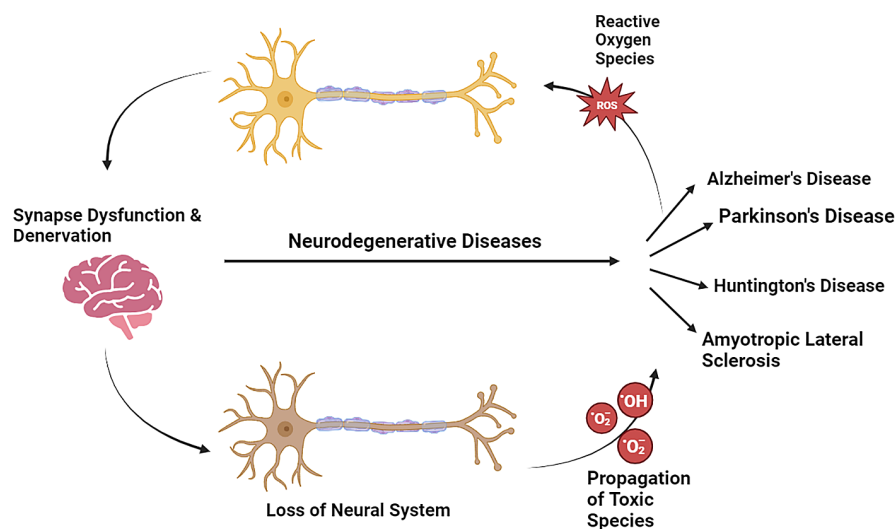 Reactive
Oxygen
Species
ROS
Alzheimer's Disease
Parkinson's Disease
Synapse Dysfunction &
Denervation
Neurodegenerative Diseases
Huntington's Disease
Amyotropic Lateral
Sclerosis
•OH
•O₂⁻
•O₂⁻
Propagation
of Toxic
Species
Loss of Neural System